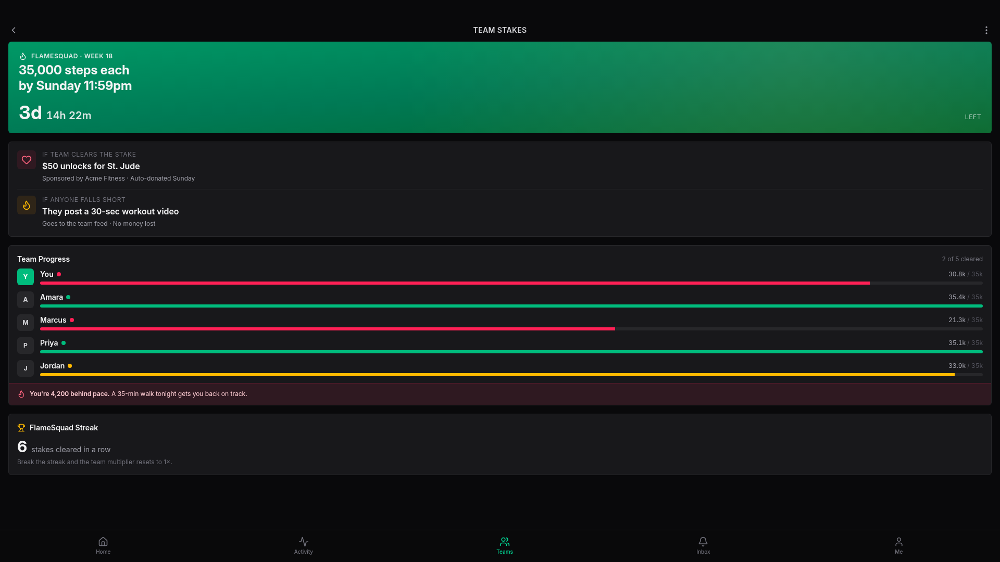 TEAM STAKES
FLAMESQUAD · WEEK 18
35,000 steps each
by Sunday 11:59pm
3d 14h 22m
LEFT
IF TEAM CLEARS THE STAKE
$50 unlocks for St. Jude
Sponsored by Acme Fitness · Auto-donated Sunday
IF ANYONE FALLS SHORT
They post a 30-sec workout video
Goes to the team feed · No money lost
Team Progress
2 of 5 cleared
Y
You
30.8k / 35k
A
Amara
35.4k / 35k
M
Marcus
21.3k / 35k
P
Priya
35.1k / 35k
J
Jordan
33.9k / 35k
You're 4,200 behind pace. A 35-min walk tonight gets you back on track.
FlameSquad Streak
6 stakes cleared in a row
Break the streak and the team multiplier resets to 1×.
Home
Activity
Teams
Inbox
Me